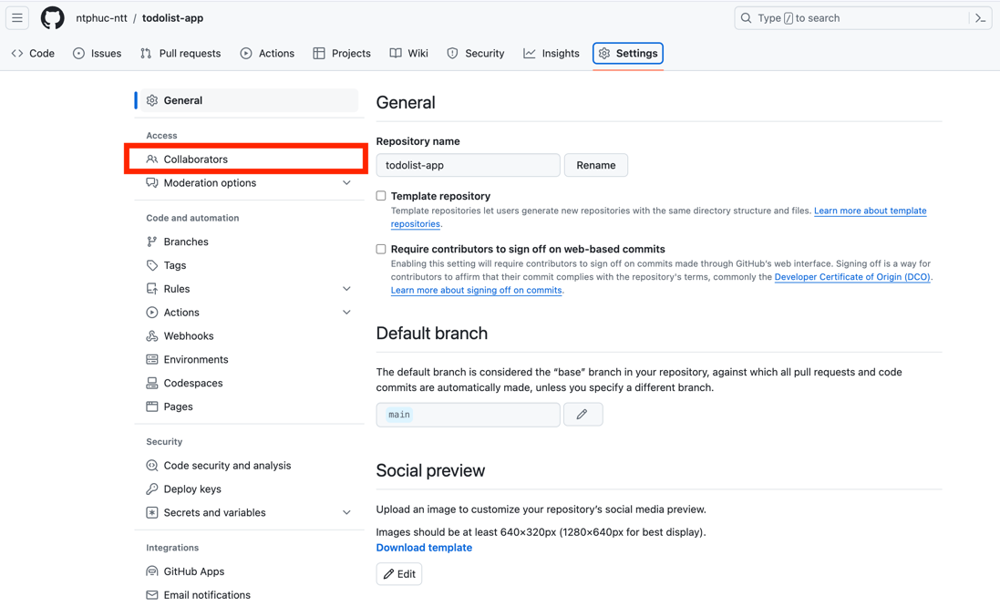 ntphuc-ntt / todolist-app
Type / to search
Code Issues Pull requests Actions Projects Wiki Security Insights Settings
General
Access
Collaborators
Moderation options
Code and automation
Branches
Tags
Rules
Actions
Webhooks
Environments
Codespaces
Pages
Security
Code security and analysis
Deploy keys
Secrets and variables
Integrations
GitHub Apps
Email notifications
General
Repository name
todolist-app Rename
Template repository
Template repositories let users generate new repositories with the same directory structure and files. Learn more about template
repositories.
Require contributors to sign off on web-based commits
Enabling this setting will require contributors to sign off on commits made through GitHub's web interface. Signing off is a way for
contributors to affirm that their commit complies with the repository's terms, commonly the Developer Certificate of Origin (DCO).
Learn more about signing off on commits.
Default branch
The default branch is considered the “base” branch in your repository, against which all pull requests and code
commits are automatically made, unless you specify a different branch.
main
Social preview
Upload an image to customize your repository’s social media preview.
Images should be at least 640×320px (1280×640px for best display).
Download template
Edit